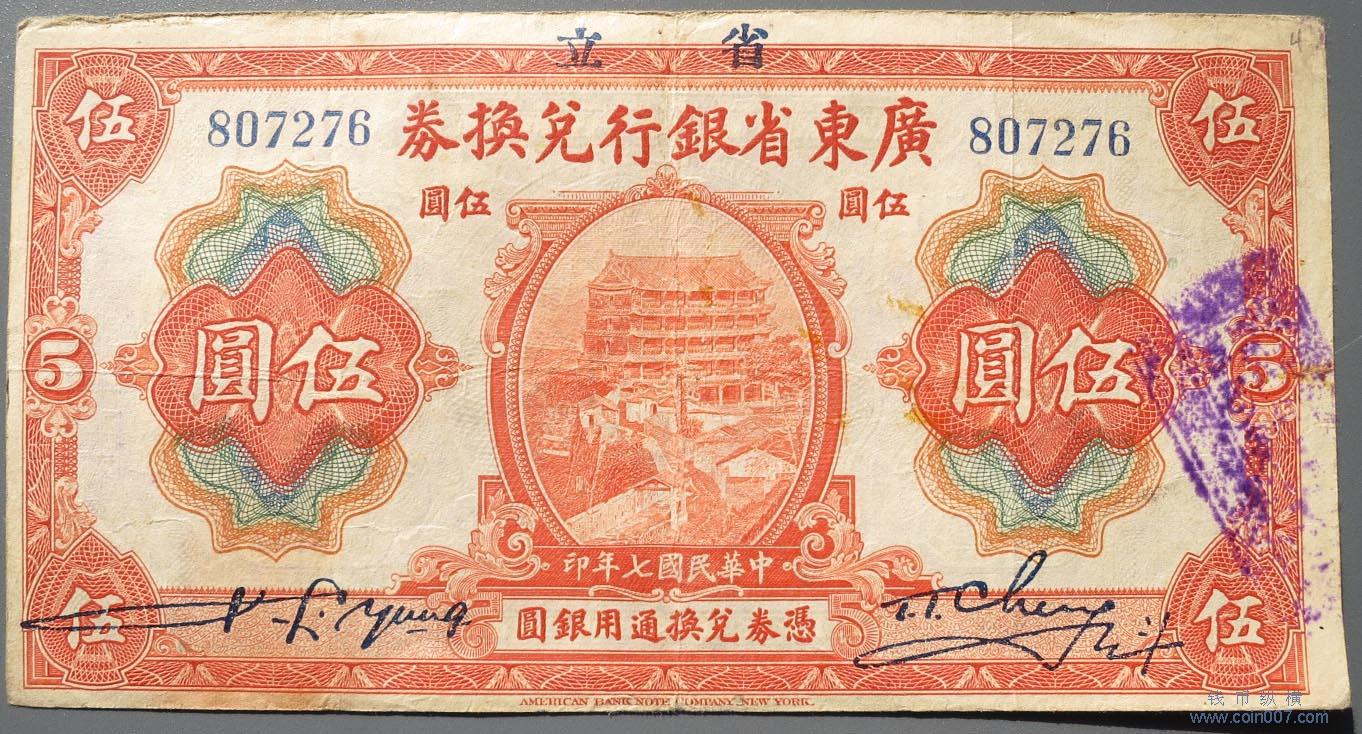 省立
4
伍
伍
807276
廣東省銀行兌換券
807276
伍圓
伍圓
伍圓
伍圓
5
5
中華民國七年印
憑券兌換通用銀圓
伍
伍
AMERICAN BANK NOTE COMPANY, NEW YORK.
钱币纵横
www.coin007.com